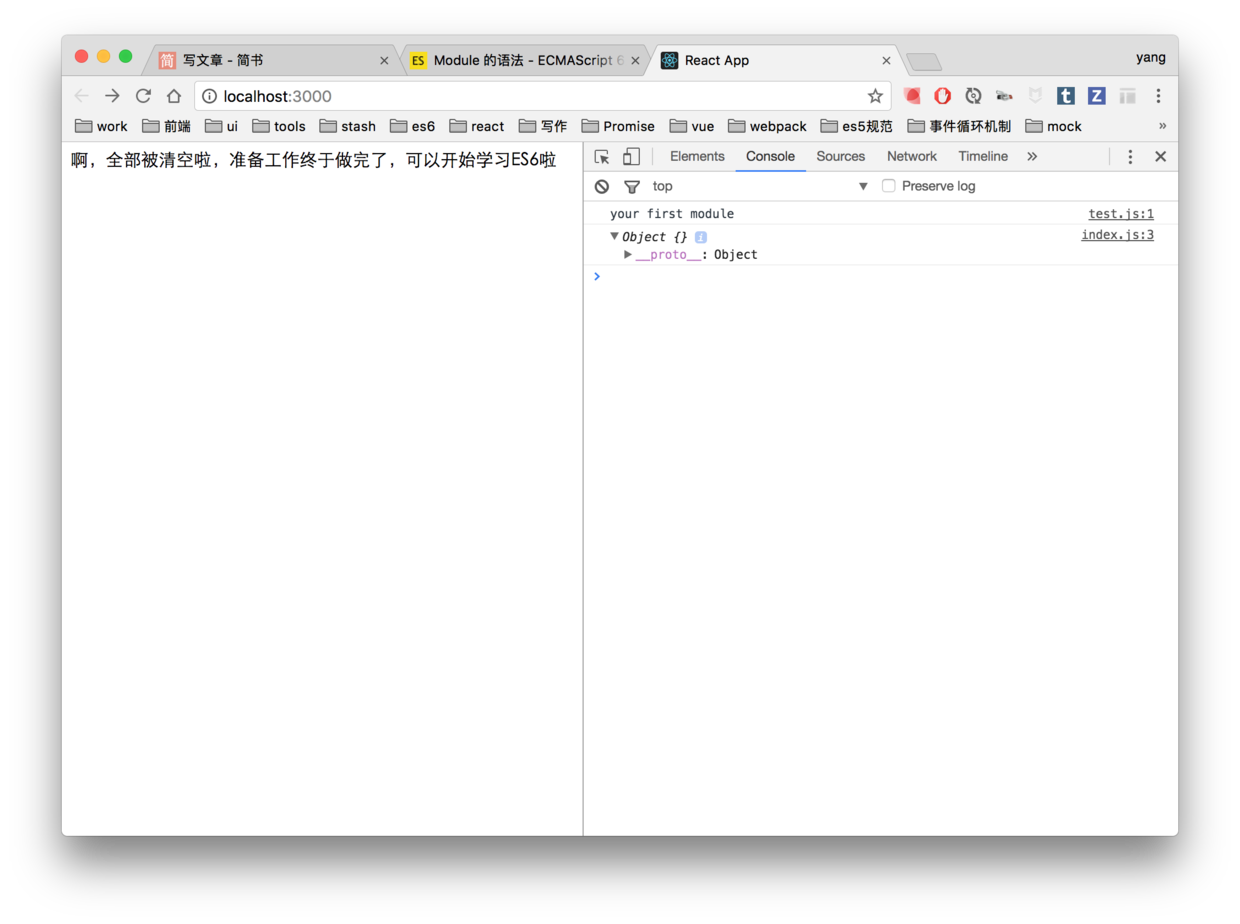 简 写文章 - 简书 ES Module 的语法 - ECMAScript 6 React App yang
localhost:3000 t Z
work 前端 ui tools stash es6 react 写作 Promise vue webpack es5规范 事件循环机制 mock »
啊，全部被清空啦，准备工作终于做完了，可以开始学习ES6啦
Elements Console Sources Network Timeline »
top Preserve log
your first module test.js:1
Object {} i index.js:3
__proto__: Object